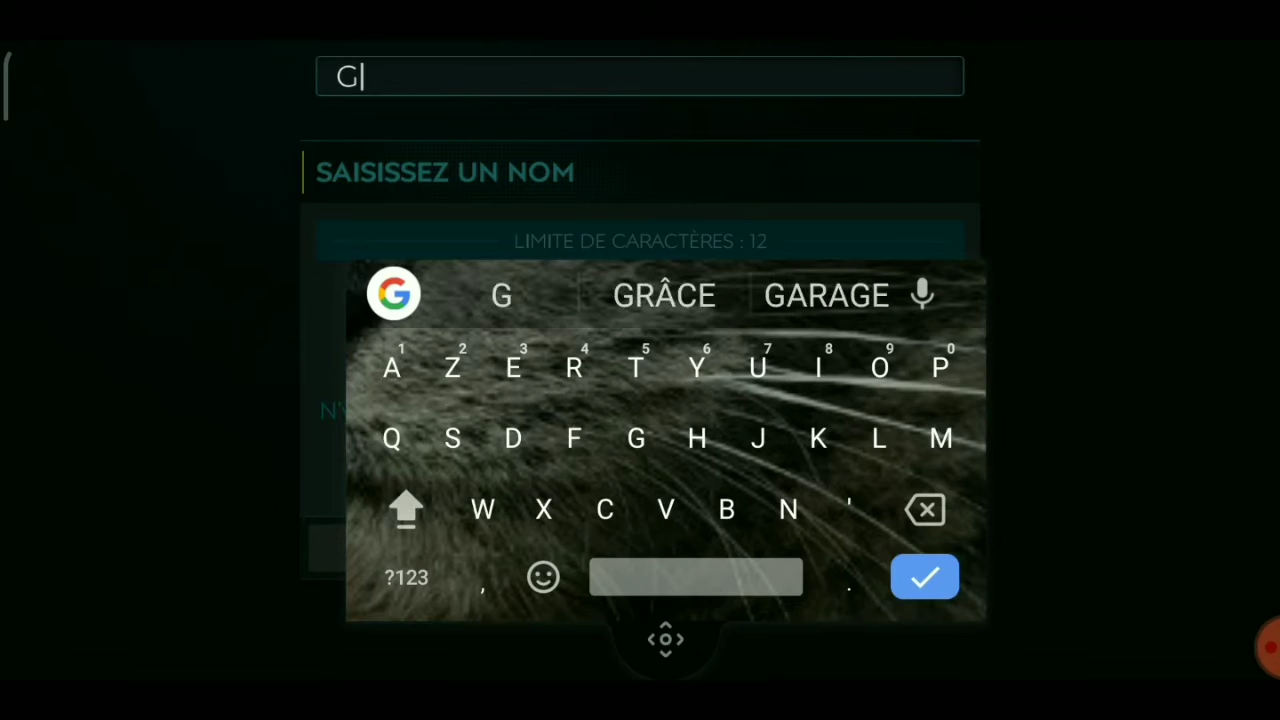 G
SAISISSEZ UN NOM
LIMITE DE CARACTÈRES : 12
G GRÂCE GARAGE
1 2 3 4 5 6 7 8 9 0
A Z E R T Y U I O P
N'
Q S D F G H J K L M
W X C V B N '
?123 , .